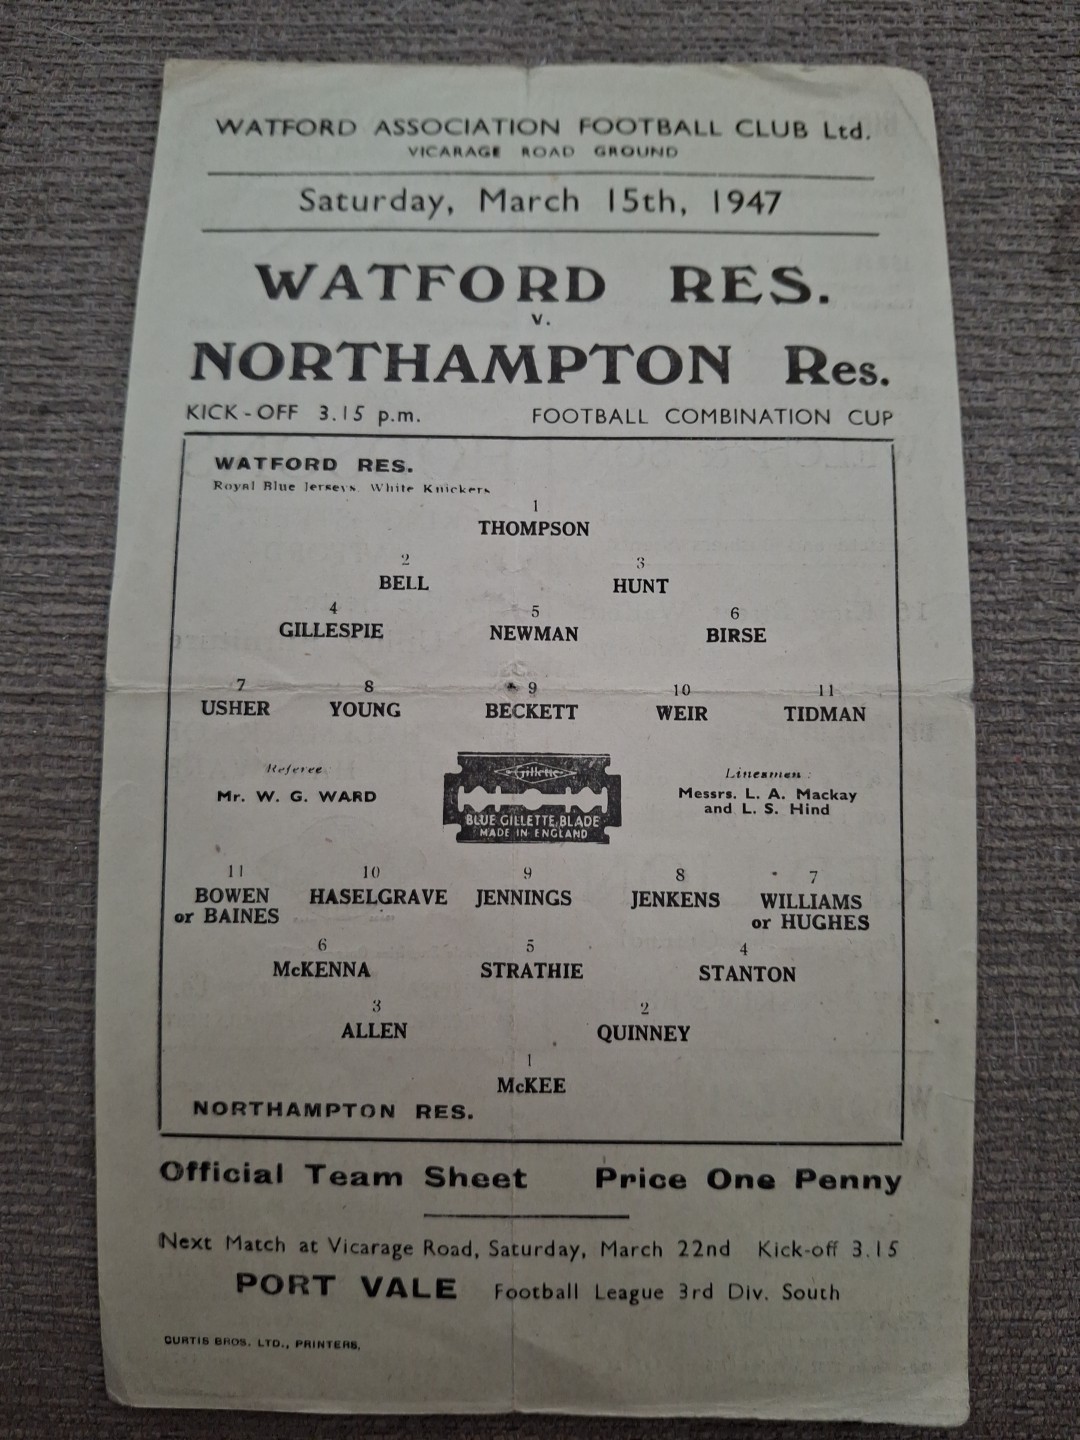 WATFORD ASSOCIATION FOOTBALL CLUB Ltd.
VICARAGE ROAD GROUND
Saturday, March 15th, 1947
WATFORD RES.
v.
NORTHAMPTON Res.
KICK-OFF 3.15 p.m. FOOTBALL COMBINATION CUP
WATFORD RES.
Royal Blue Jerseys, White Knickers
1
THOMPSON
2 3
BELL HUNT
4 5 6
GILLESPIE NEWMAN BIRSE
7 8 9 10 11
USHER YOUNG BECKETT WEIR TIDMAN
Referee: Linesmen:
Mr. W. G. WARD Messrs. L. A. Mackay
and L. S. Hind
Gillette
BLUE GILLETTE BLADE
MADE IN ENGLAND
11 10 9 8 7
BOWEN HASELGRAVE JENNINGS JENKENS WILLIAMS
or BAINES or HUGHES
6 5 4
McKENNA STRATHIE STANTON
3 2
ALLEN QUINNEY
1
McKEE
NORTHAMPTON RES.
Official Team Sheet Price One Penny
Next Match at Vicarage Road, Saturday, March 22nd Kick-off 3.15
PORT VALE Football League 3rd Div. South
CURTIS BROS. LTD., PRINTERS,